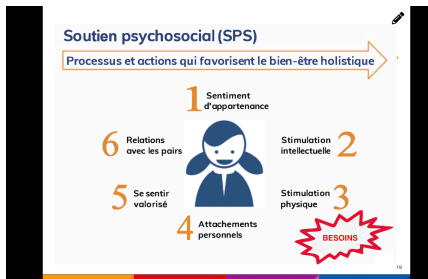 Soutien psychosocial (SPS)
Processus et actions qui favorisent le bien-être holistique
1 Sentiment
d'appartenance
6 Relations
avec les pairs
Stimulation 2
intellectuelle
5 Se sentir
valorisé
Stimulation 3
physique
4 Attachements
personnels
BESOINS
19